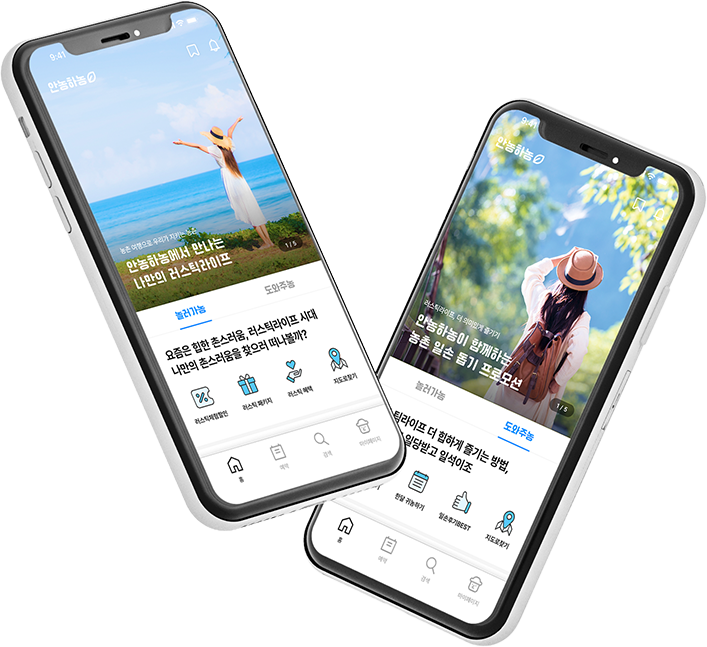 9:41
안농하농
농촌 여행으로 우리가 지키는 농촌
안농하농에서 만나는
나만의 러스틱라이프
1 / 5
놀러가농
도와주농
요즘은 힙한 촌스러움, 러스틱라이프 시대
나만의 촌스러움을 찾으러 떠나볼까?
러스틱체험할인
러스틱 패키지
러스틱 혜택
지도로찾기
홈
예약
검색
마이페이지
9:41
안농하농
러스틱라이프, 더 의미있게 즐기기
안농하농이 함께하는
농촌 일손 돕기 프로모션
1 / 5
놀러가농
도와주농
틱라이프 더 힙하게 즐기는 방법,
일당받고 일석이조
한달 귀농하기
일손후기BEST
지도로찾기
홈
예약
검색
마이페이지